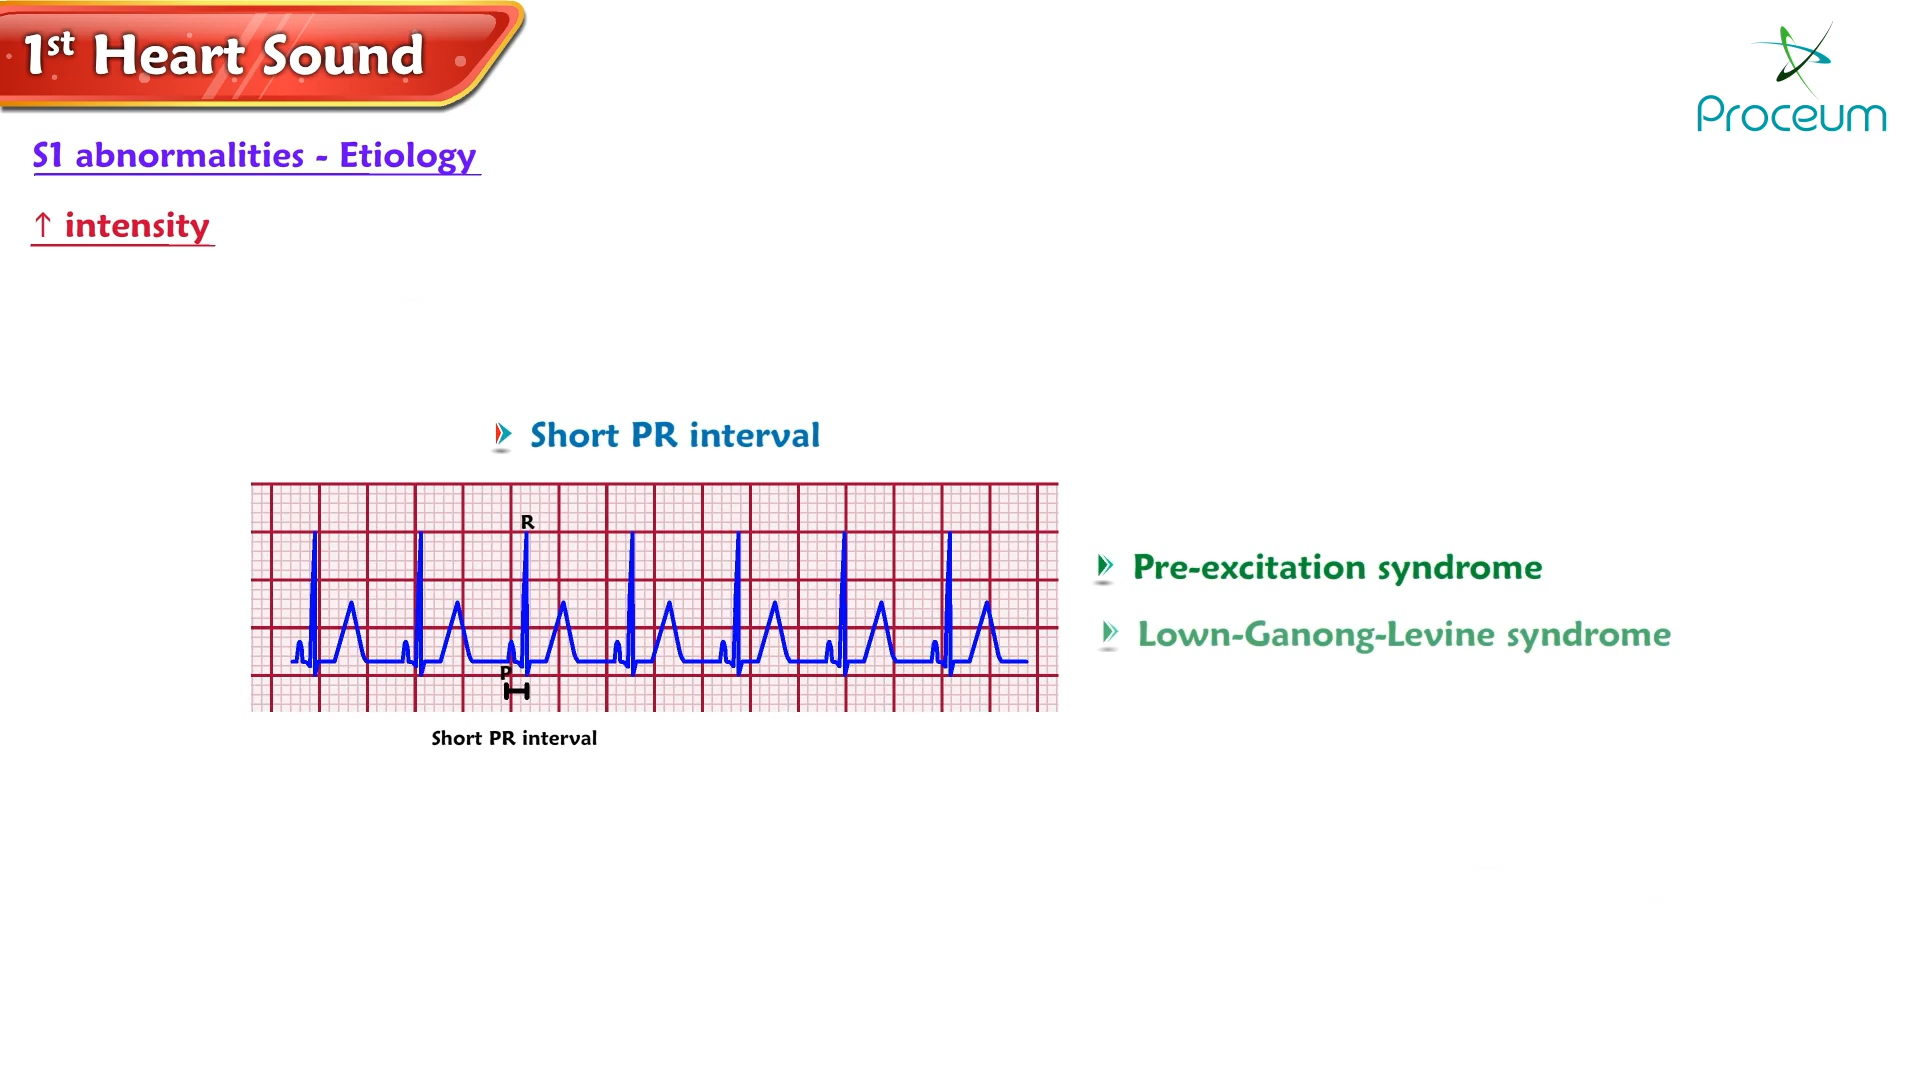 1st Heart Sound
Proceum
S1 abnormalities - Etiology
↑ intensity
Short PR interval
R
P
Short PR interval
Pre-excitation syndrome
Lown-Ganong-Levine syndrome